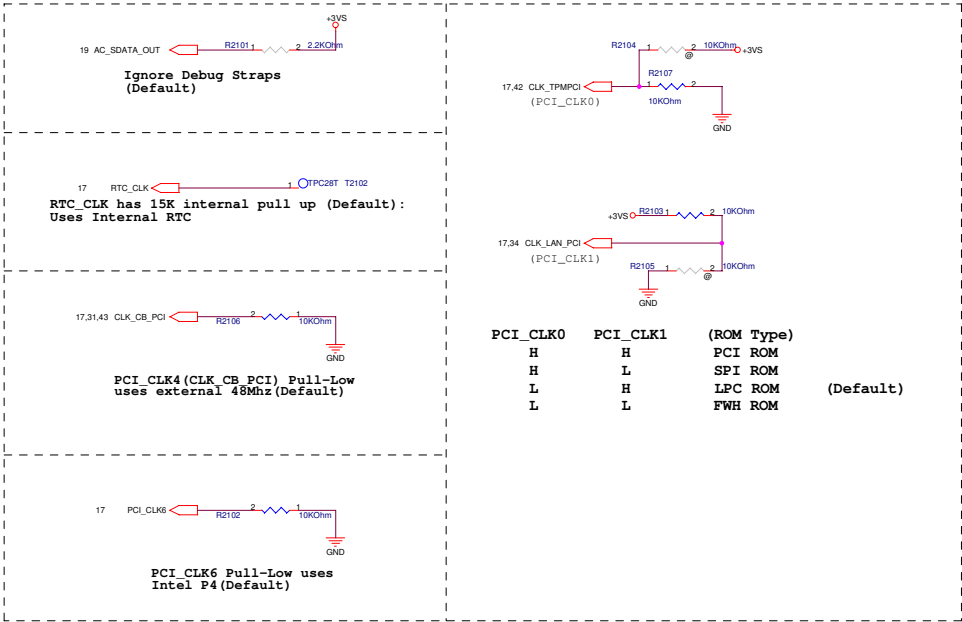 +3VS
19 AC_SDATA_OUT R2101 1 2 2.2KOhm
Ignore Debug Straps
(Default)
17 RTC_CLK 1 TPC28T T2102
RTC_CLK has 15K internal pull up (Default):
Uses Internal RTC
17,31,43 CLK_CB_PCI R2106 2 1 10KOhm
GND
PCI_CLK4(CLK_CB_PCI) Pull-Low
uses external 48Mhz(Default)
17 PCI_CLK6 R2102 2 1 10KOhm
GND
PCI_CLK6 Pull-Low uses
Intel P4(Default)
R2104 1 2 10KOhm +3VS
@
R2107
17,42 CLK_TPMPCI 1 2
(PCI_CLK0) 10KOhm
GND
+3VS R2103 1 2 10KOhm
17,34 CLK_LAN_PCI
(PCI_CLK1)
R2105 1 2 10KOhm
@
GND
PCI_CLK0 PCI_CLK1 (ROM Type)
H H PCI ROM
H L SPI ROM
L H LPC ROM (Default)
L L FWH ROM